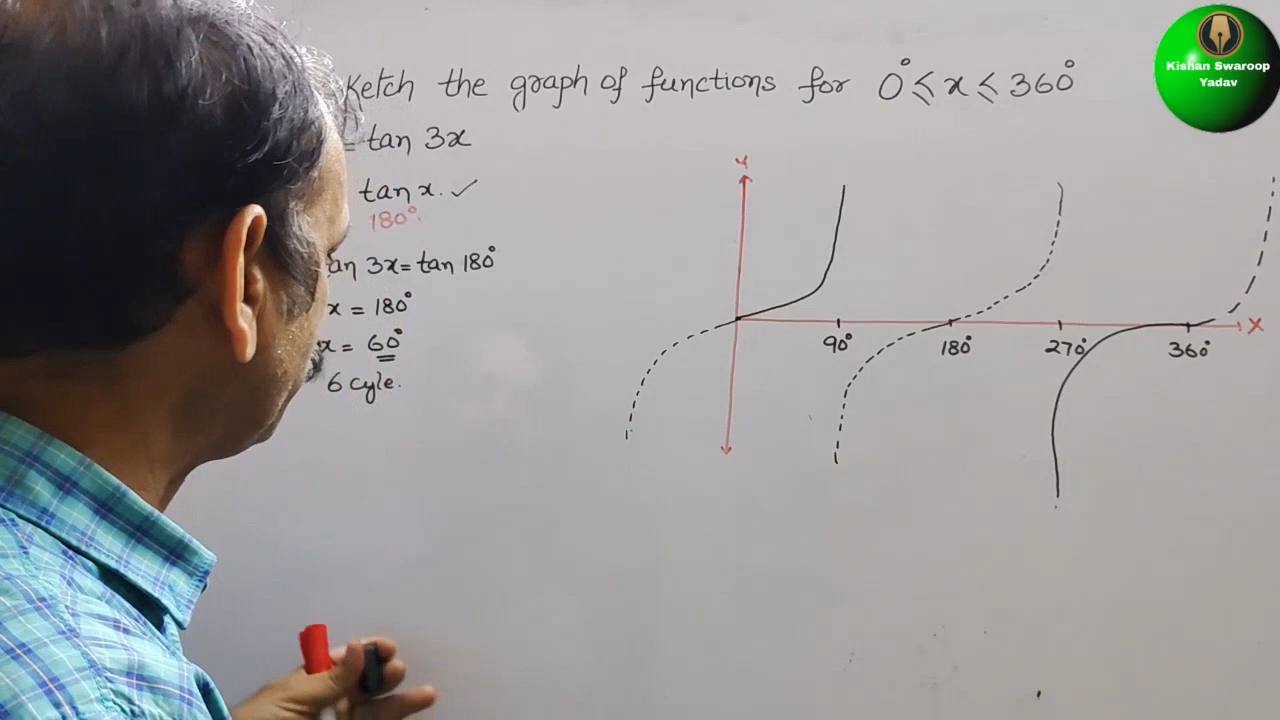 ketch the graph of functions for 0° ≤ x ≤ 360°
= tan 3x
tan x. ✓
180°.
an 3x = tan 180°
x = 180°
x = 60°
6 cyle.
Y
X
90° 180° 270° 360°
Kishan Swaroop
Yadav